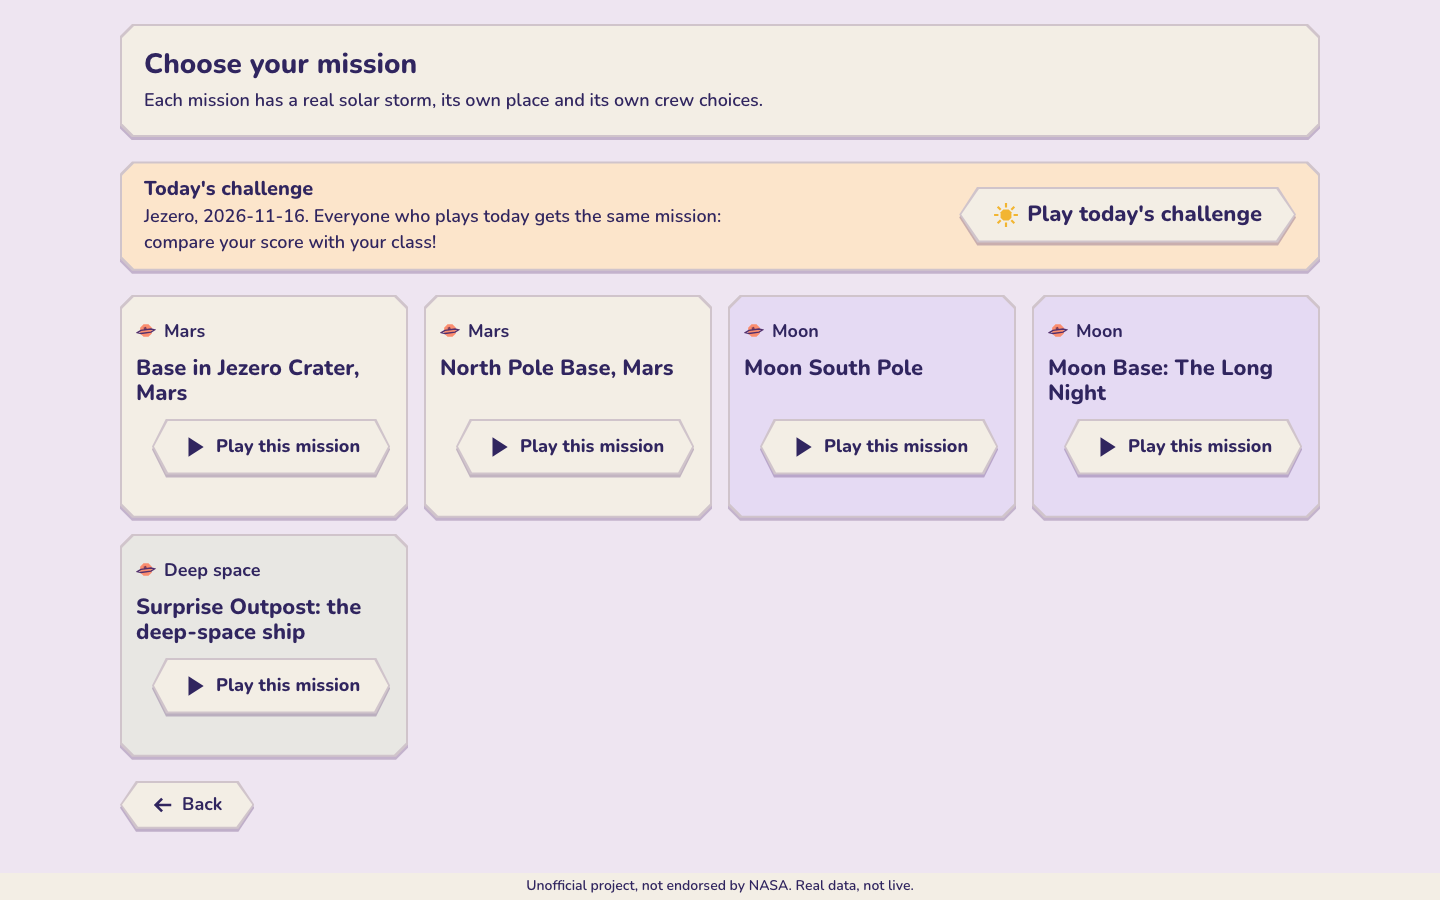 Choose your mission
Each mission has a real solar storm, its own place and its own crew choices.
Today's challenge
Jezero, 2026-11-16. Everyone who plays today gets the same mission:
compare your score with your class!
Play today's challenge
Mars
Base in Jezero Crater,
Mars
Play this mission
Mars
North Pole Base, Mars
Play this mission
Moon
Moon South Pole
Play this mission
Moon
Moon Base: The Long
Night
Play this mission
Deep space
Surprise Outpost: the
deep-space ship
Play this mission
Back
Unofficial project, not endorsed by NASA. Real data, not live.